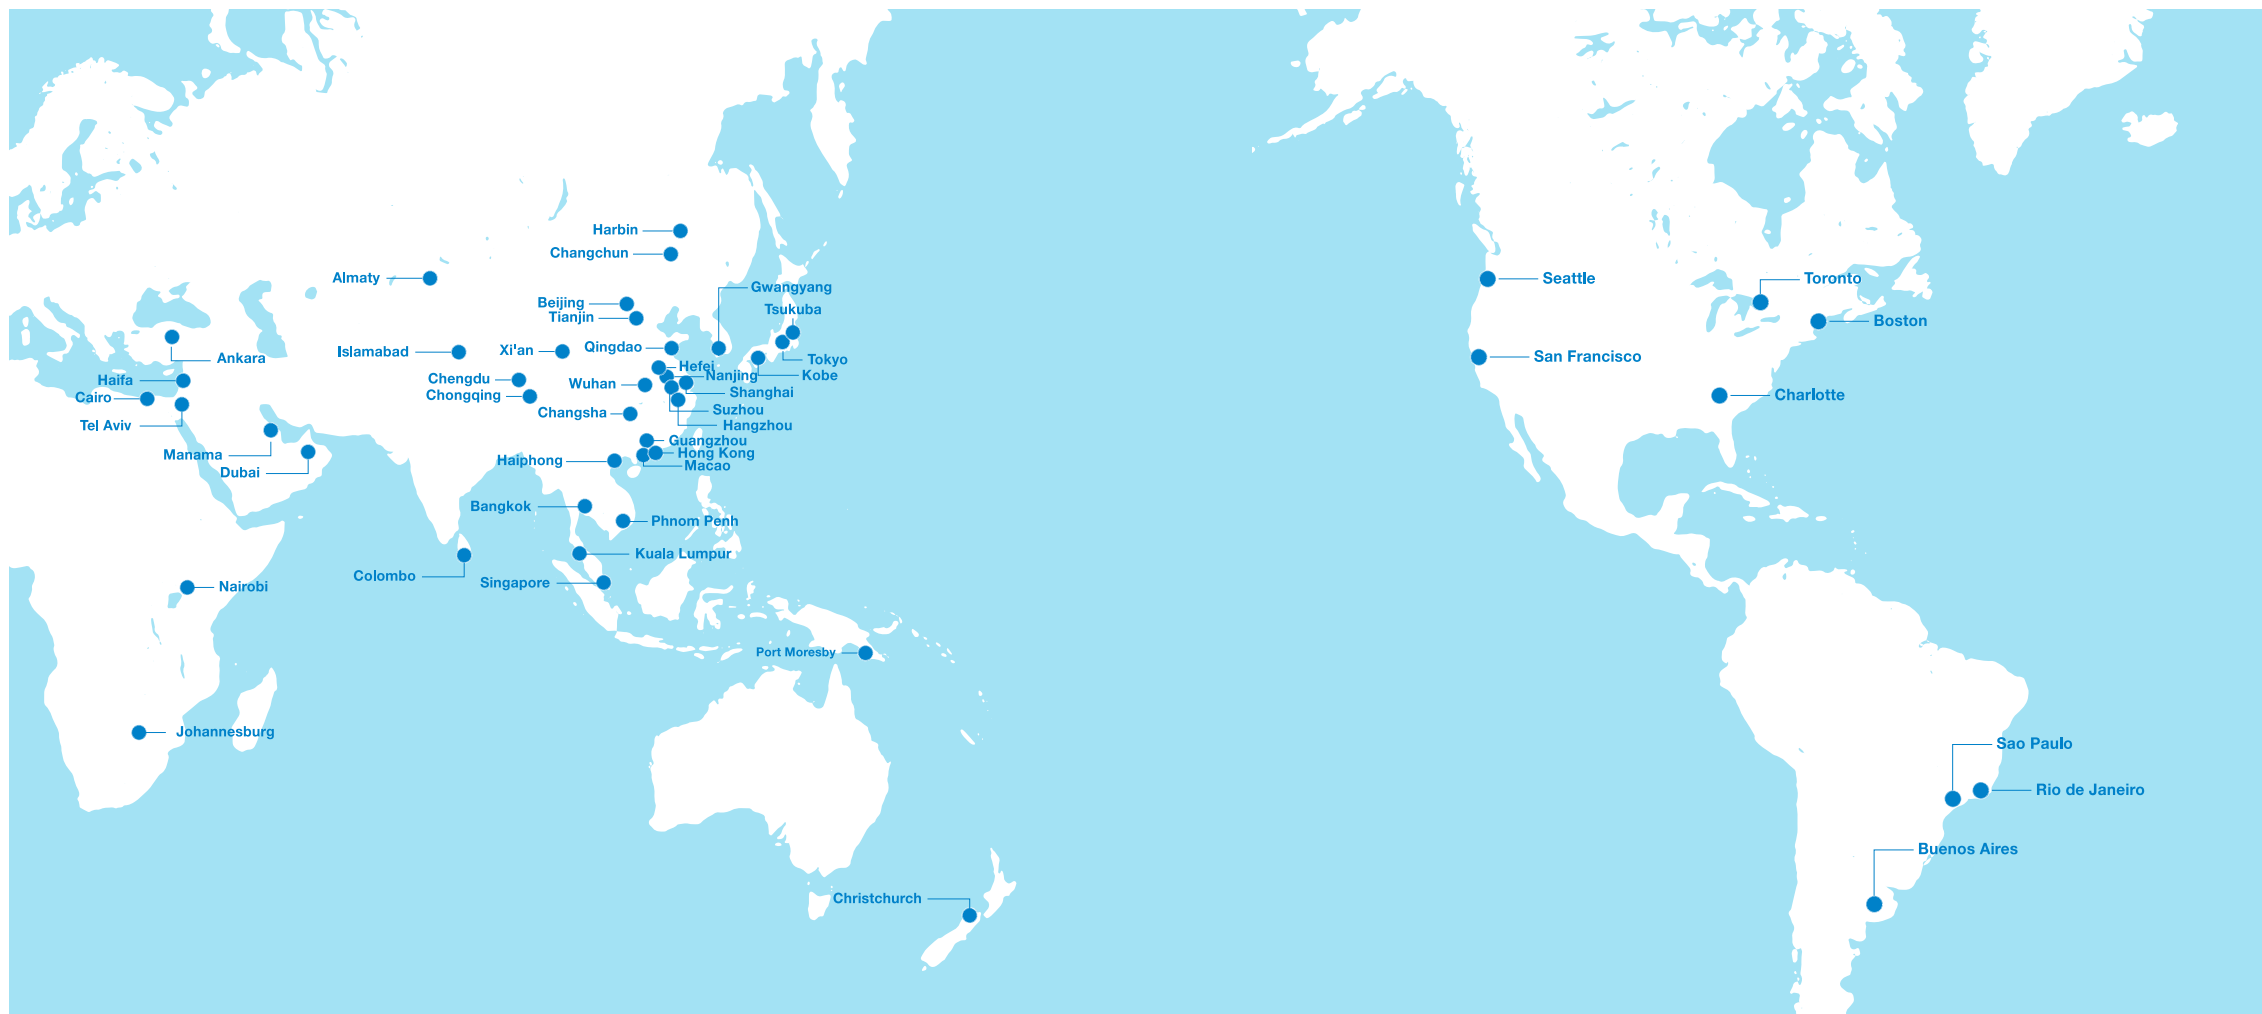 Harbin
Changchun
Almaty
Seattle
Toronto
Gwangyang
Beijing
Tsukuba
Tianjin
Boston
Qingdao
Xi'an
Islamabad
Ankara
San Francisco
Tokyo
Hefei
Kobe
Nanjing
Chengdu
Haifa
Wuhan
Shanghai
Chongqing
Charlotte
Cairo
Suzhou
Changsha
Tel Aviv
Hangzhou
Guangzhou
Hong Kong
Manama
Haiphong
Macao
Dubai
Bangkok
Phnom Penh
Kuala Lumpur
Colombo
Singapore
Nairobi
Port Moresby
Johannesburg
Sao Paulo
Rio de Janeiro
Buenos Aires
Christchurch